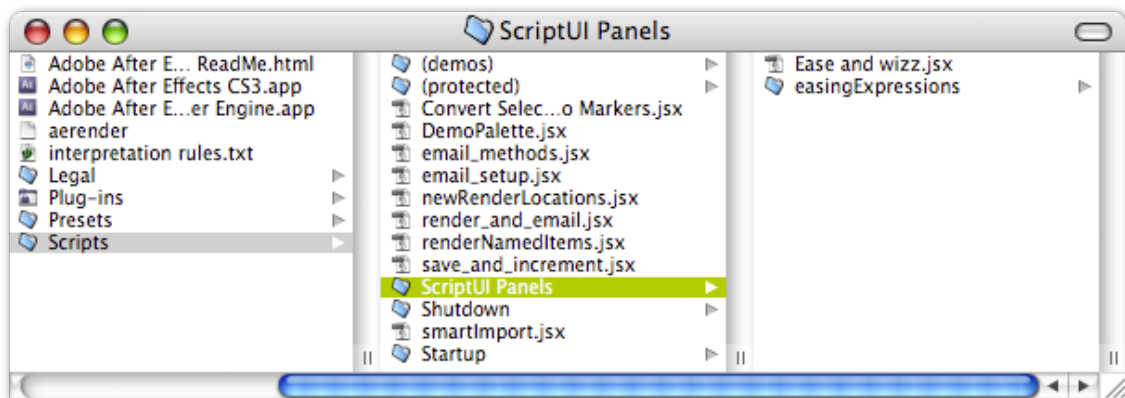 ScriptUI Panels
Adobe After E... ReadMe.html
Adobe After Effects CS3.app
Adobe After E...er Engine.app
aerender
interpretation rules.txt
Legal
Plug-ins
Presets
Scripts
(demos)
(protected)
Convert Selec...o Markers.jsx
DemoPalette.jsx
email_methods.jsx
email_setup.jsx
newRenderLocations.jsx
render_and_email.jsx
renderNamedItems.jsx
save_and_increment.jsx
ScriptUI Panels
Shutdown
smartImport.jsx
Startup
Ease and wizz.jsx
easingExpressions